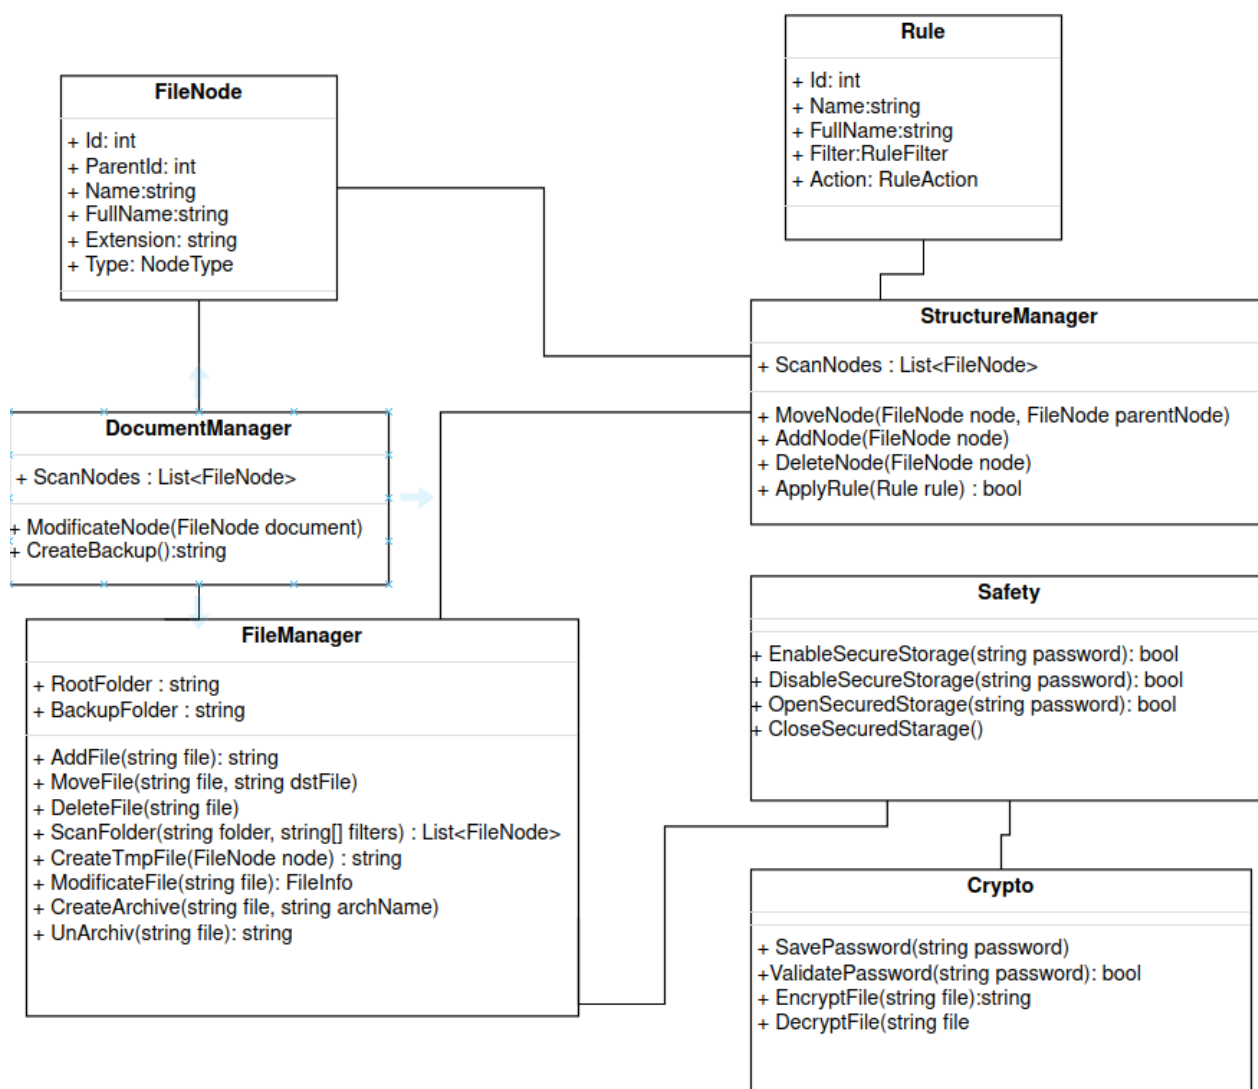 Rule
+ Id: int
+ Name:string
+ FullName:string
+ Filter:RuleFilter
+ Action: RuleAction
FileNode
+ Id: int
+ ParentId: int
+ Name:string
+ FullName:string
+ Extension: string
+ Type: NodeType
StructureManager
+ ScanNodes : List<FileNode>
+ MoveNode(FileNode node, FileNode parentNode)
+ AddNode(FileNode node)
+ DeleteNode(FileNode node)
+ ApplyRule(Rule rule) : bool
DocumentManager
+ ScanNodes : List<FileNode>
+ ModificateNode(FileNode document)
+ CreateBackup():string
FileManager
+ RootFolder : string
+ BackupFolder : string
+ AddFile(string file): string
+ MoveFile(string file, string dstFile)
+ DeleteFile(string file)
+ ScanFolder(string folder, string[] filters) : List<FileNode>
+ CreateTmpFile(FileNode node) : string
+ ModificateFile(string file): FileInfo
+ CreateArchive(string file, string archName)
+ UnArchiv(string file): string
Safety
+ EnableSecureStorage(string password): bool
+ DisableSecureStorage(string password): bool
+ OpenSecuredStorage(string password): bool
+ CloseSecuredStarage()
Crypto
+ SavePassword(string password)
+ValidatePassword(string password): bool
+ EncryptFile(string file):string
+ DecryptFile(string file